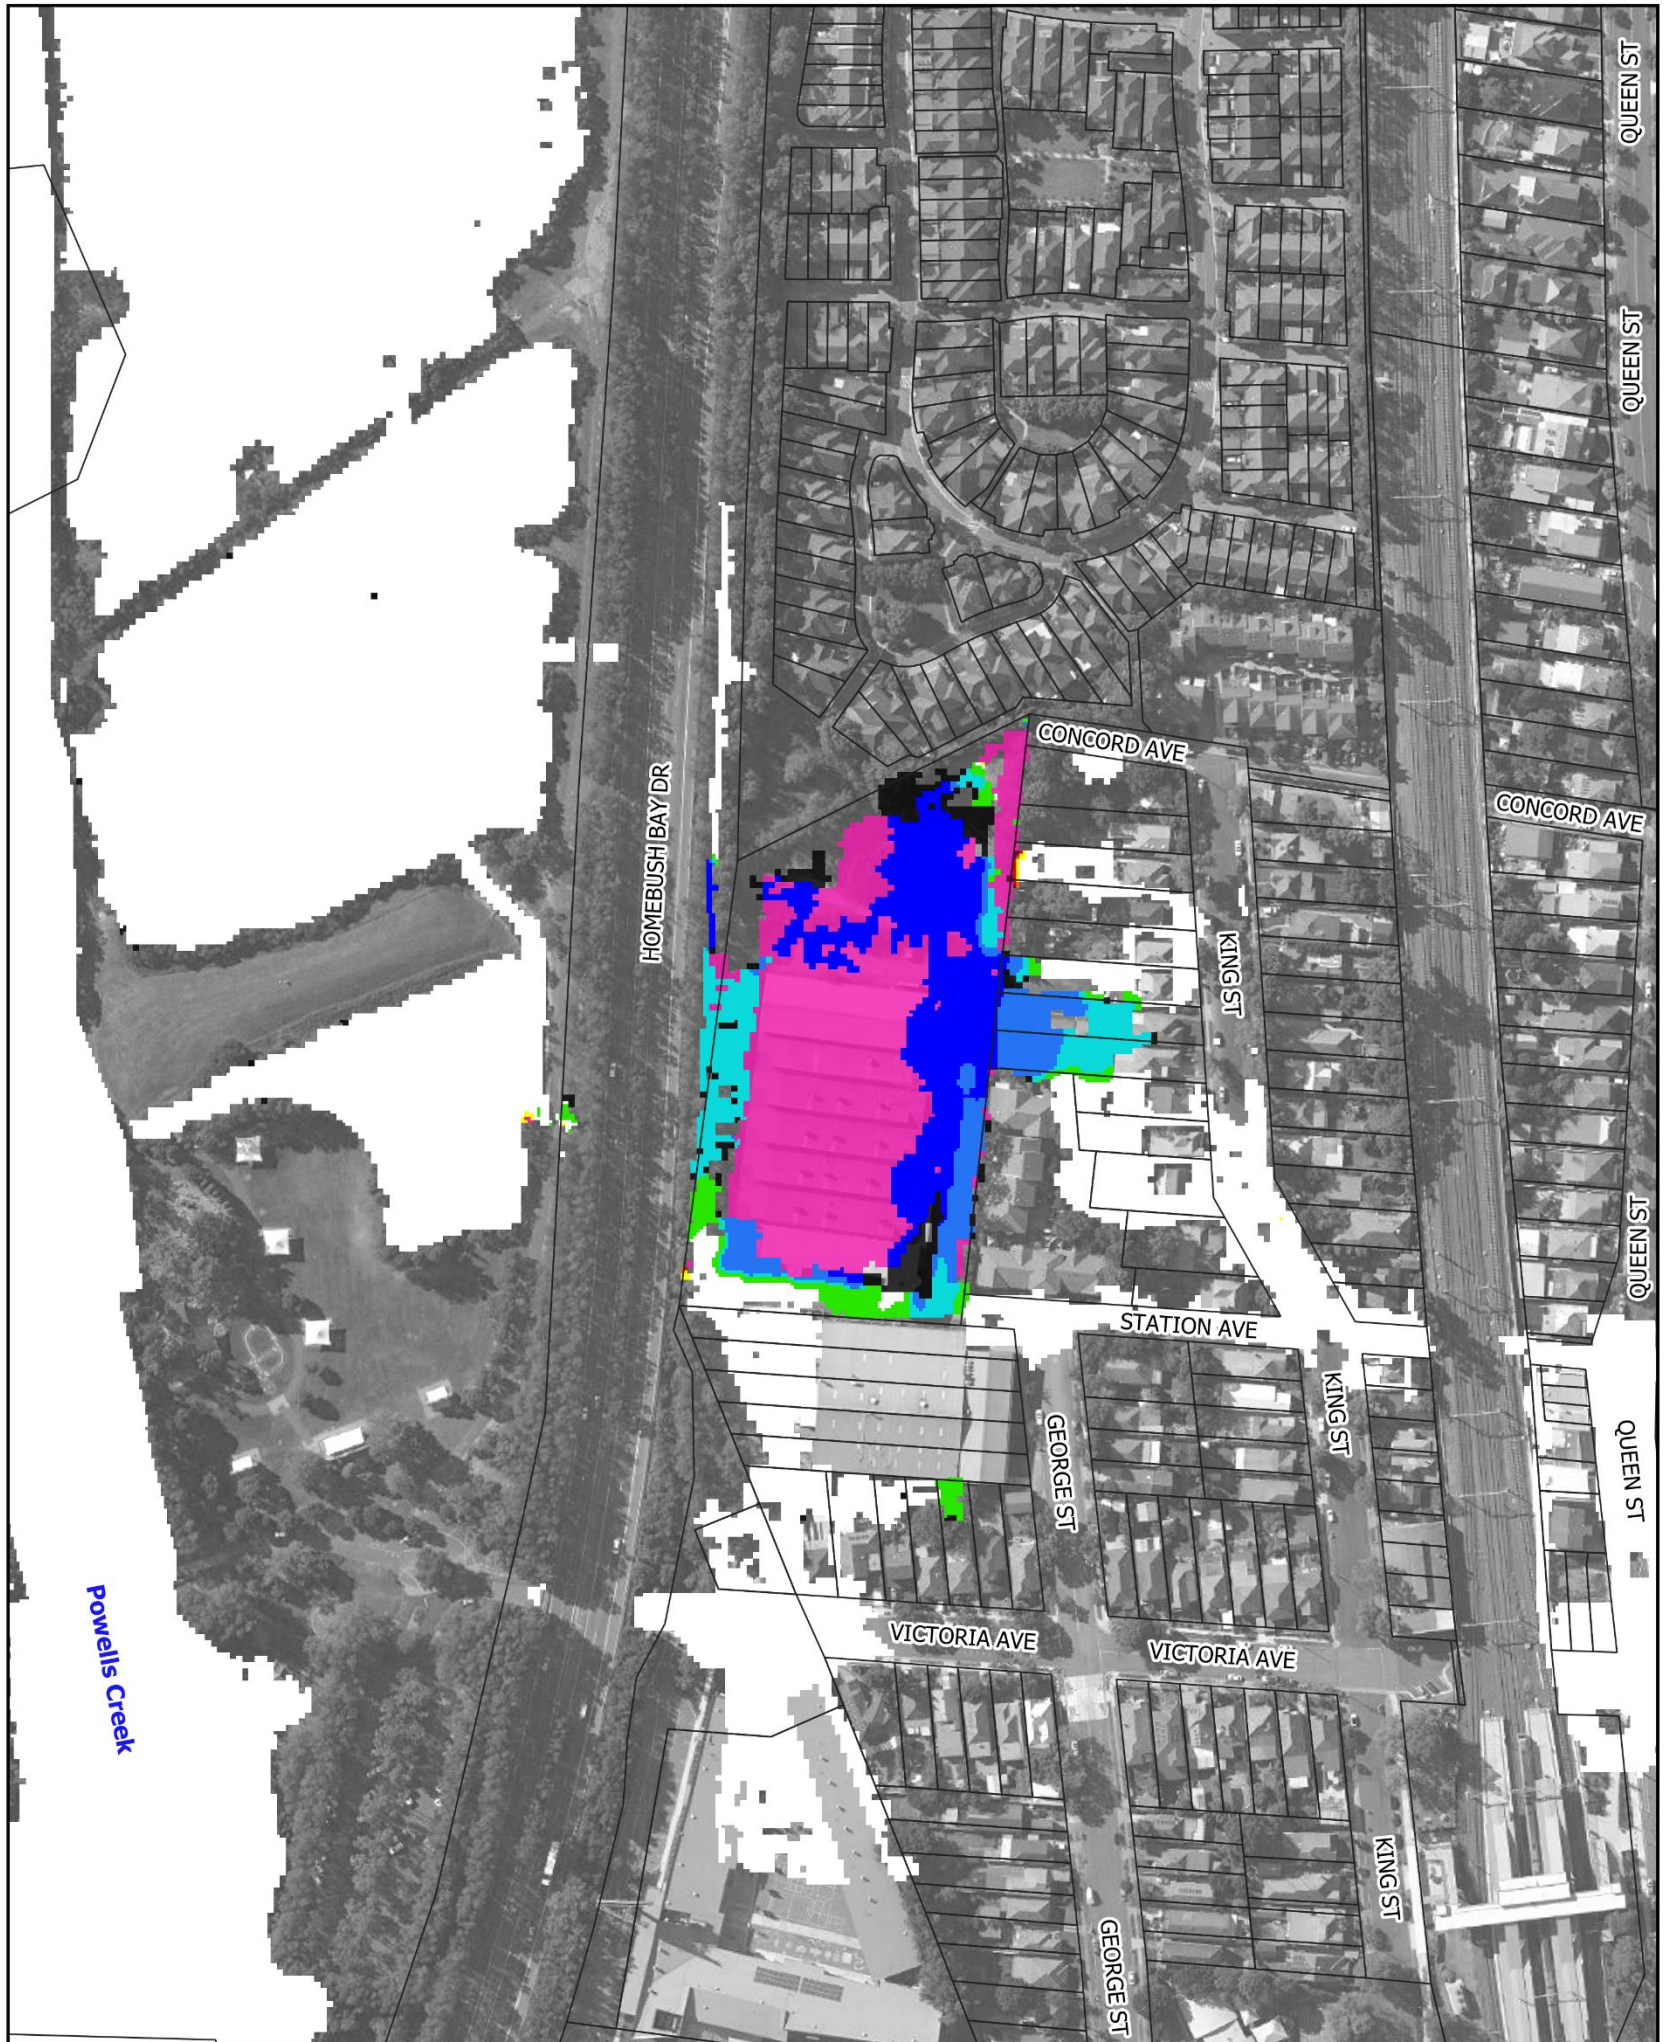 QUEEN ST
QUEEN ST
CONCORD AVE
CONCORD AVE
HOMEBUSH BAY DR
KING ST
QUEEN ST
STATION AVE
KING ST
GEORGE ST
QUEEN ST
Powells Creek
VICTORIA AVE
VICTORIA AVE
KING ST
GEORGE ST